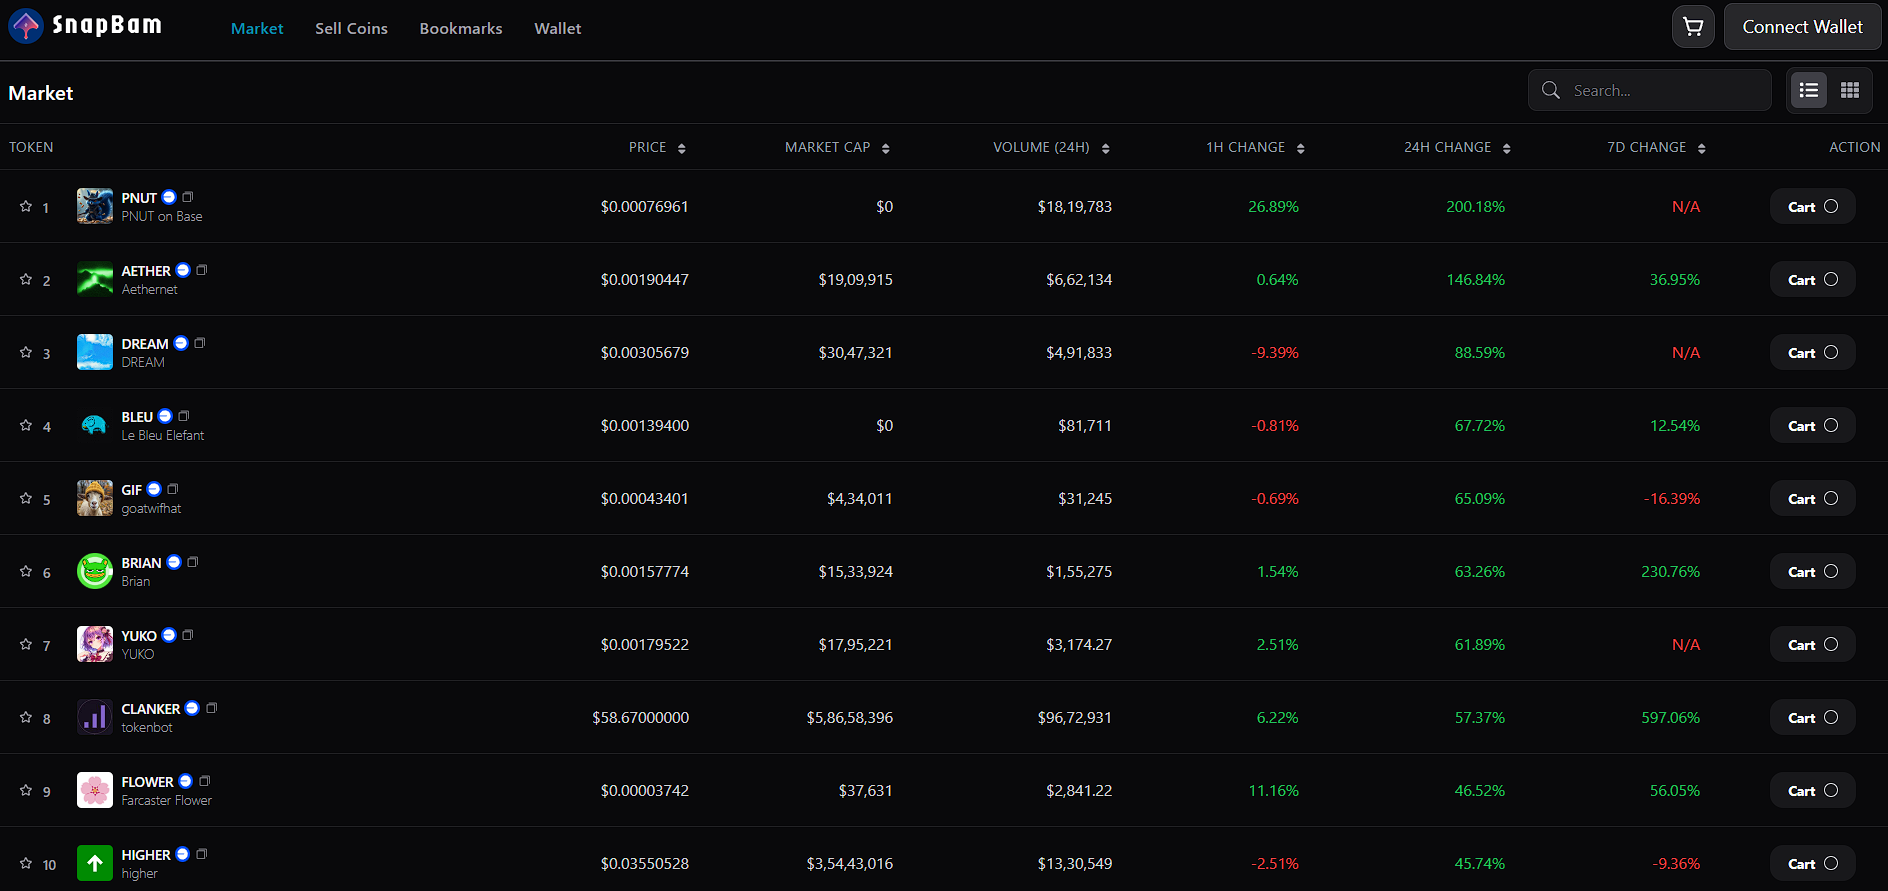 SnapBam Market Sell Coins Bookmarks Wallet Connect Wallet
Market Search...
TOKEN PRICE MARKET CAP VOLUME (24H) 1H CHANGE 24H CHANGE 7D CHANGE ACTION
1 PNUT $0.00076961 $0 $18,19,783 26.89% 200.18% N/A Cart
PNUT on Base
2 AETHER $0.00190447 $19,09,915 $6,62,134 0.64% 146.84% 36.95% Cart
Aethernet
3 DREAM $0.00305679 $30,47,321 $4,91,833 -9.39% 88.59% N/A Cart
DREAM
4 BLEU $0.00139400 $0 $81,711 -0.81% 67.72% 12.54% Cart
Le Bleu Elefant
5 GIF $0.00043401 $4,34,011 $31,245 -0.69% 65.09% -16.39% Cart
goatwifhat
6 BRIAN $0.00157774 $15,33,924 $1,55,275 1.54% 63.26% 230.76% Cart
Brian
7 YUKO $0.00179522 $17,95,221 $3,174.27 2.51% 61.89% N/A Cart
YUKO
8 CLANKER $58.67000000 $5,86,58,396 $96,72,931 6.22% 57.37% 597.06% Cart
tokenbot
9 FLOWER $0.00003742 $37,631 $2,841.22 11.16% 46.52% 56.05% Cart
Farcaster Flower
10 HIGHER $0.03550528 $3,54,43,016 $13,30,549 -2.51% 45.74% -9.36% Cart
higher